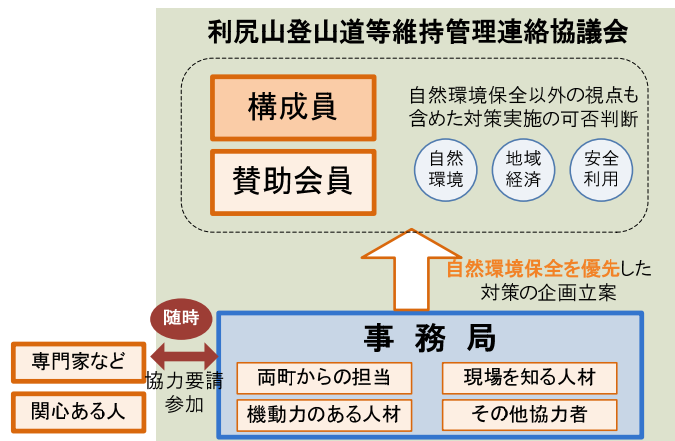 利尻山登山道等維持管理連絡協議会
構成員
賛助会員
自然環境保全以外の視点も
含めた対策実施の可否判断
自然
環境
地域
経済
安全
利用
自然環境保全を優先した
対策の企画立案
随時
協力要請
参加
専門家など
関心ある人
事務局
両町からの担当
現場を知る人材
機動力のある人材
その他協力者